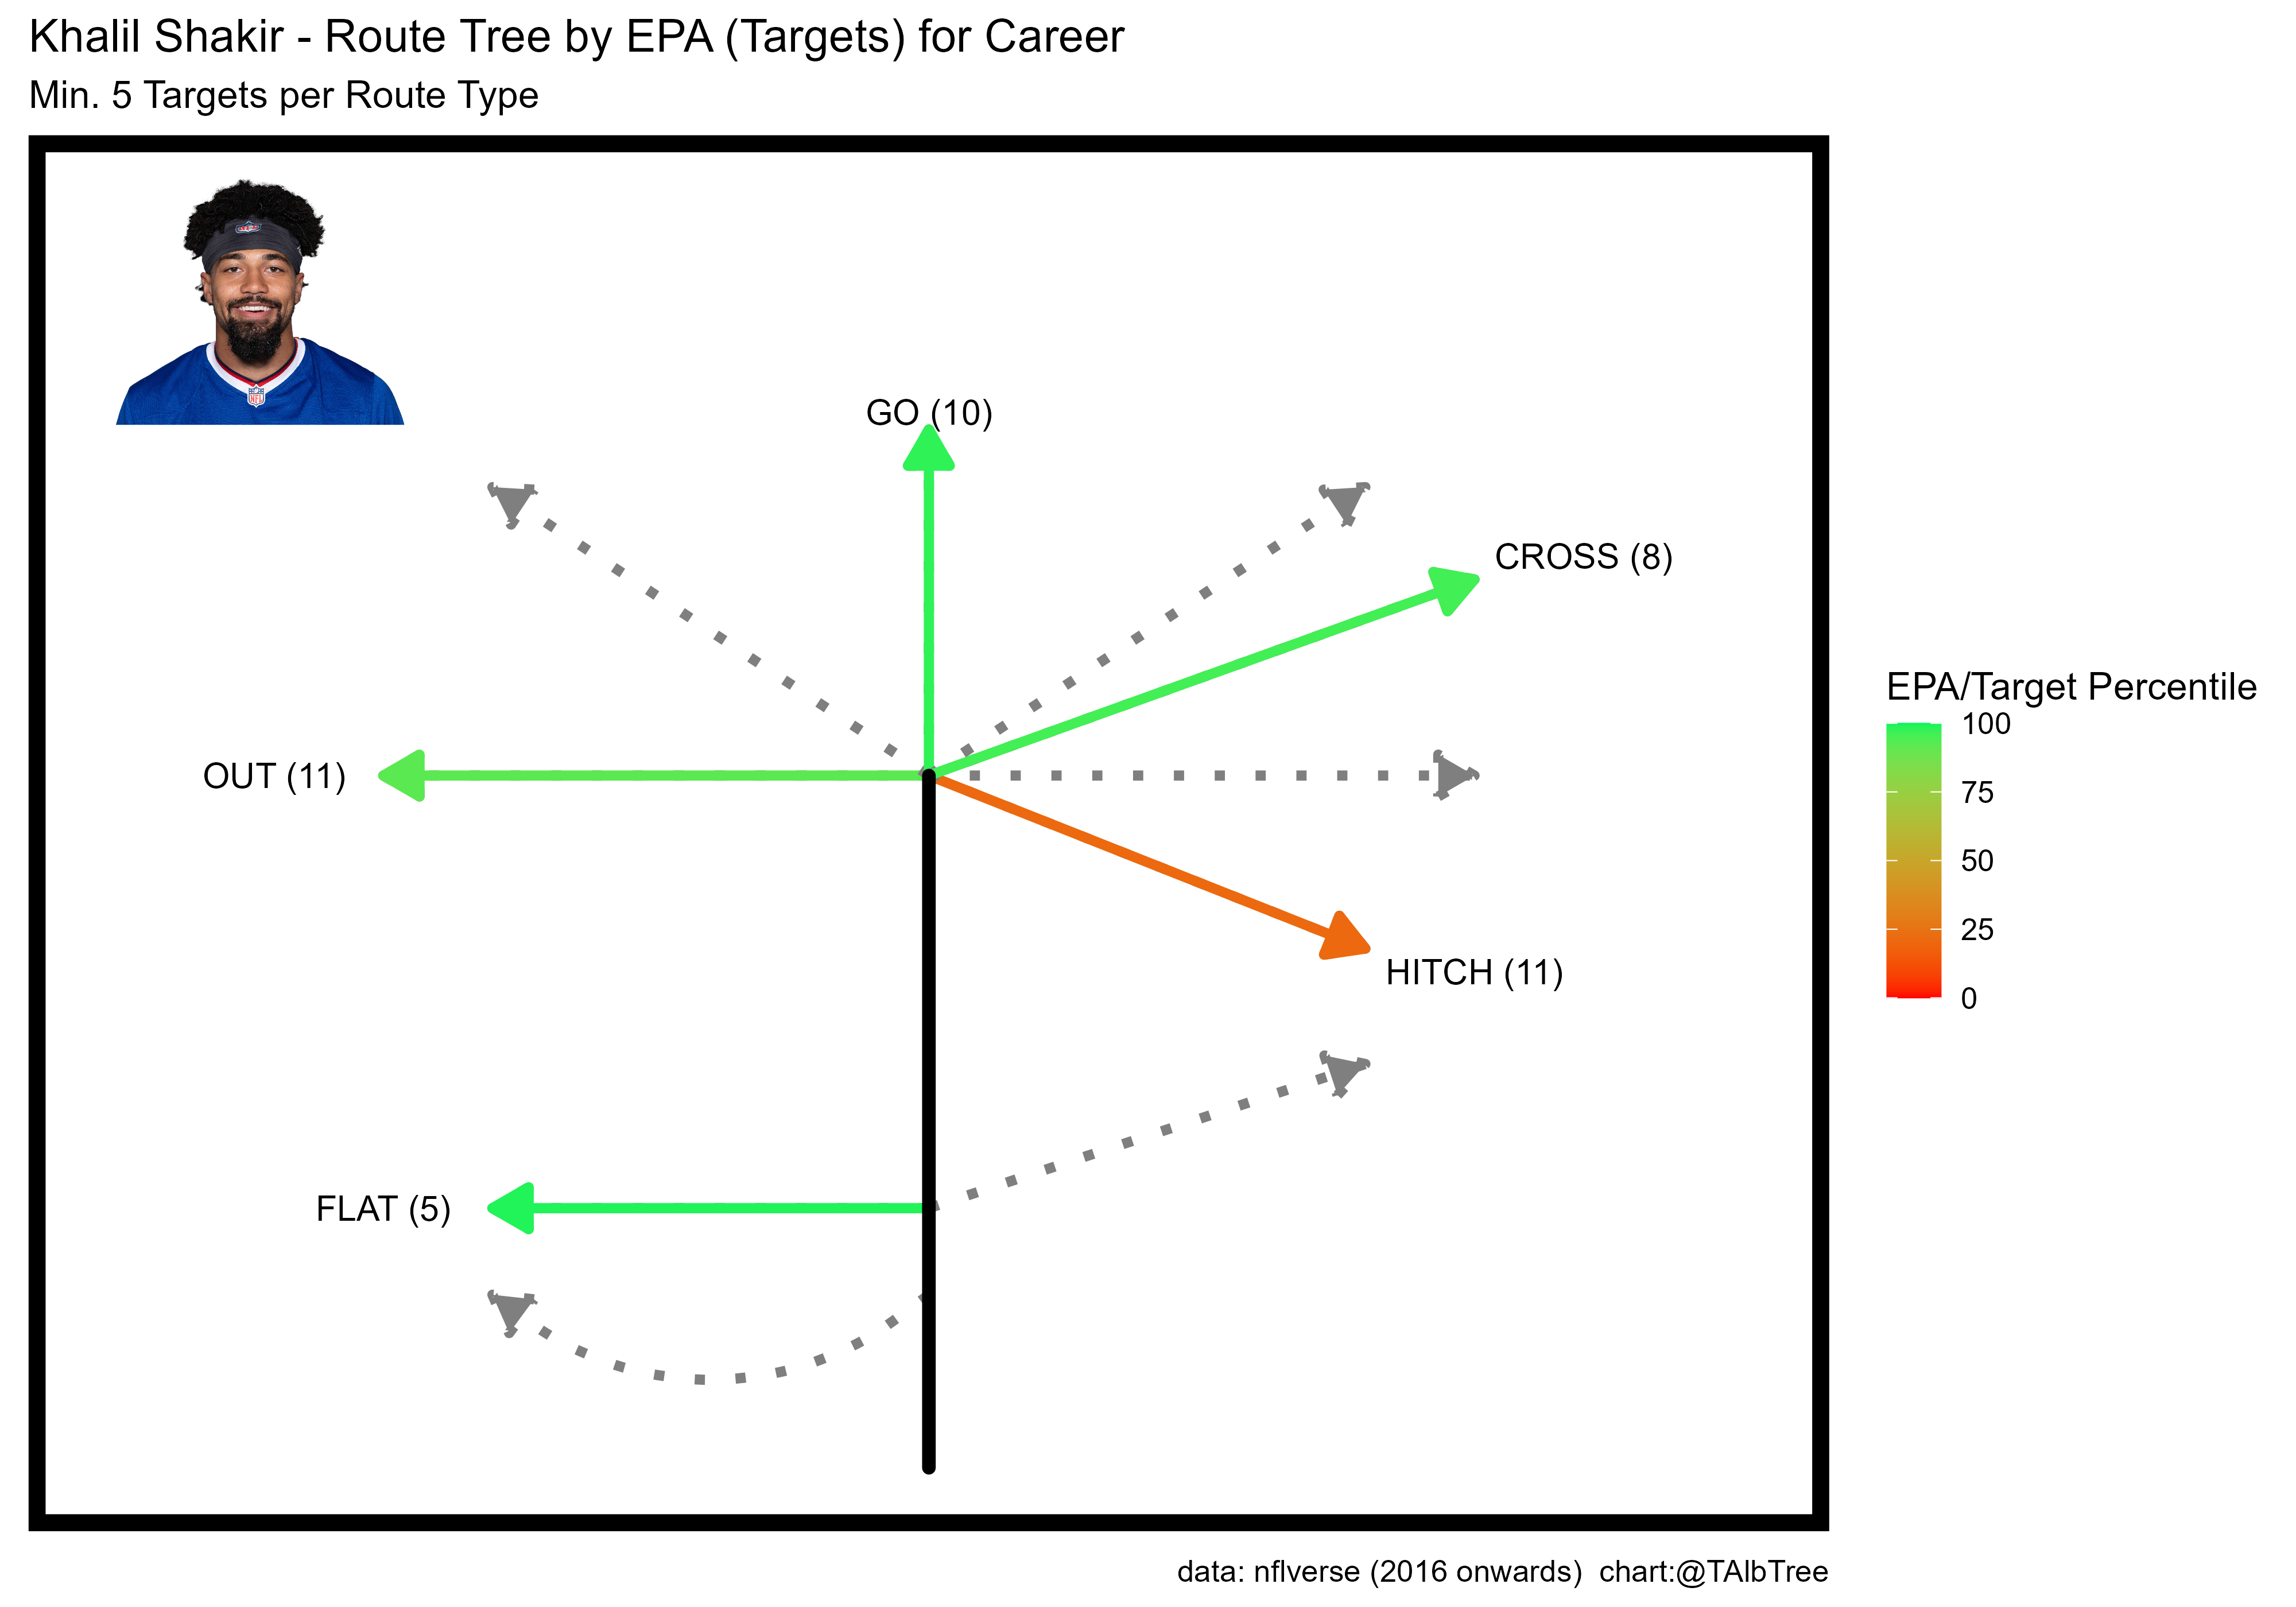 Khalil Shakir - Route Tree by EPA (Targets) for Career
Min. 5 Targets per Route Type
GO (10)
CROSS (8)
OUT (11)
HITCH (11)
FLAT (5)
EPA/Target Percentile
100
75
50
25
0
data: nflverse (2016 onwards)  chart:@TAlbTree